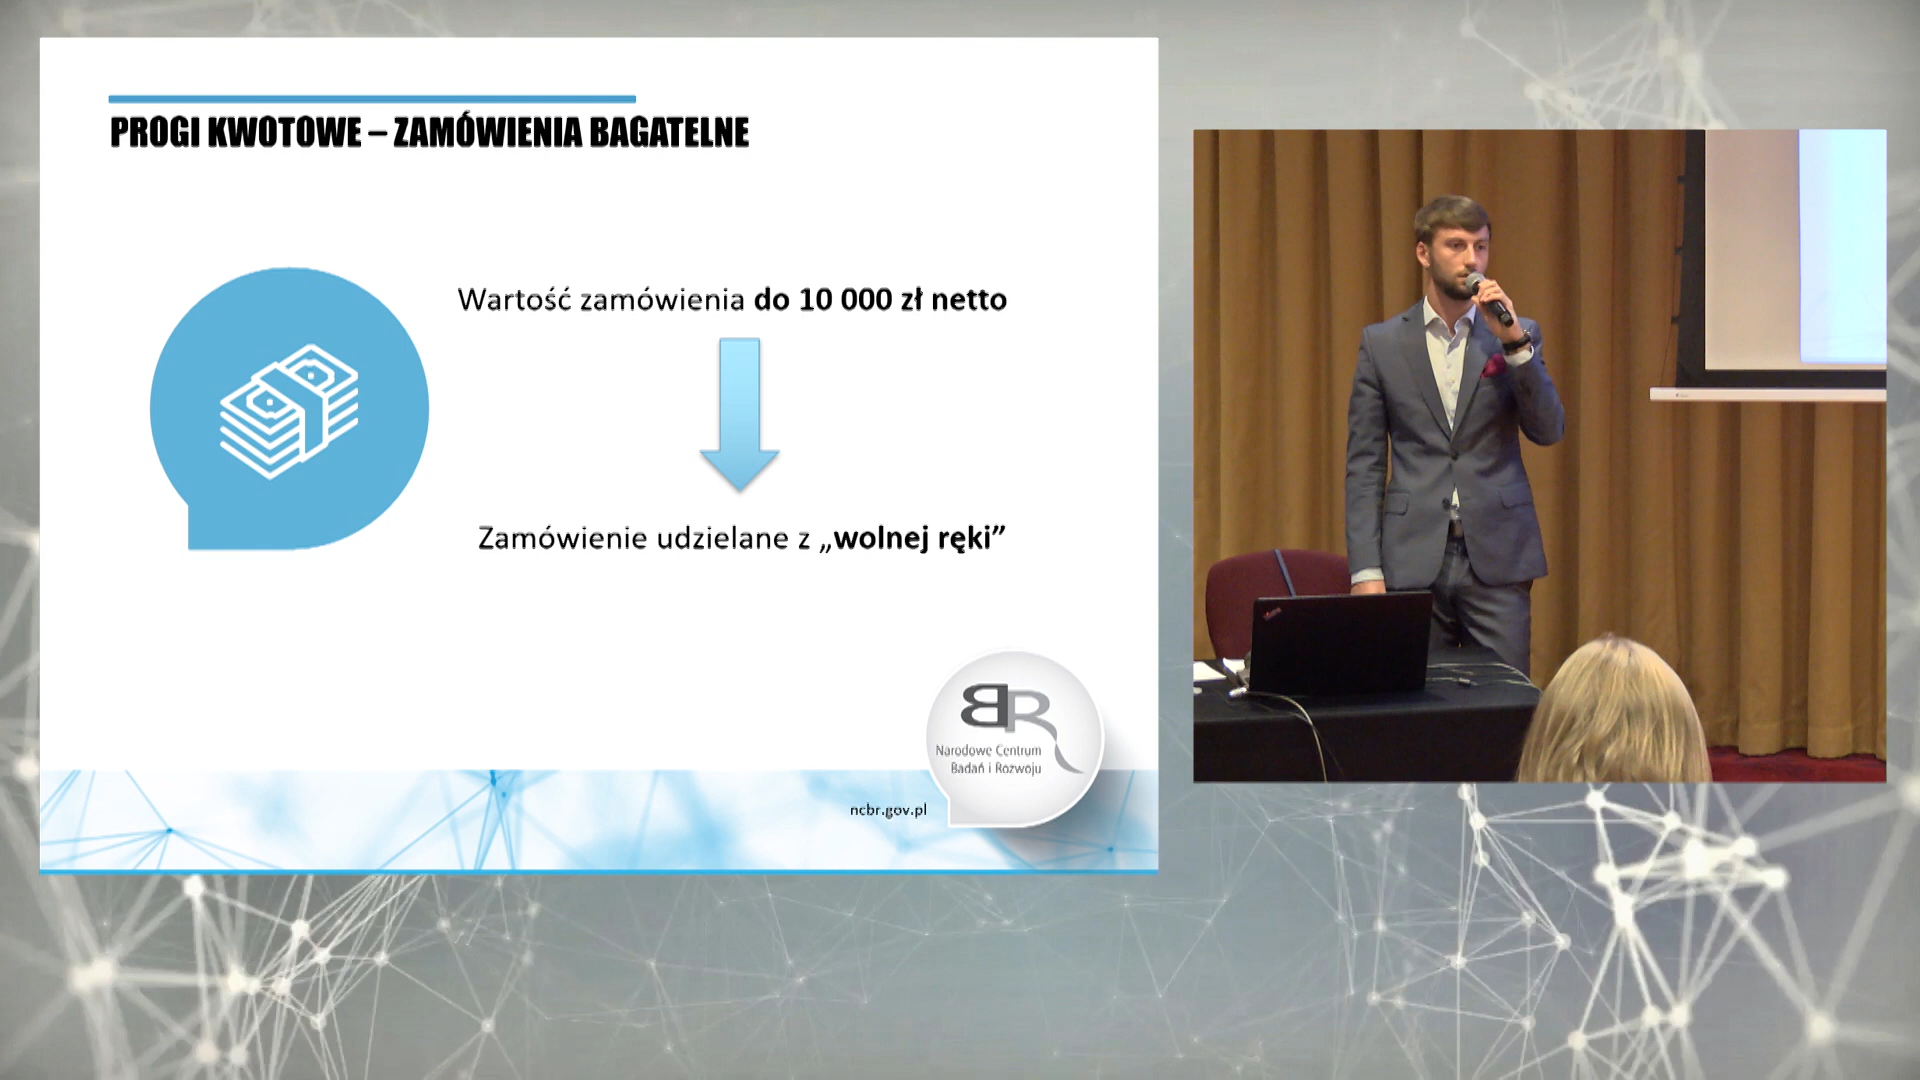 PROGI KWOTOWE – ZAMÓWIENIA BAGATELNE
Wartość zamówienia do 10 000 zł netto
Zamówienie udzielane z „wolnej ręki”
BR
Narodowe Centrum
Badań i Rozwoju
ncbr.gov.pl